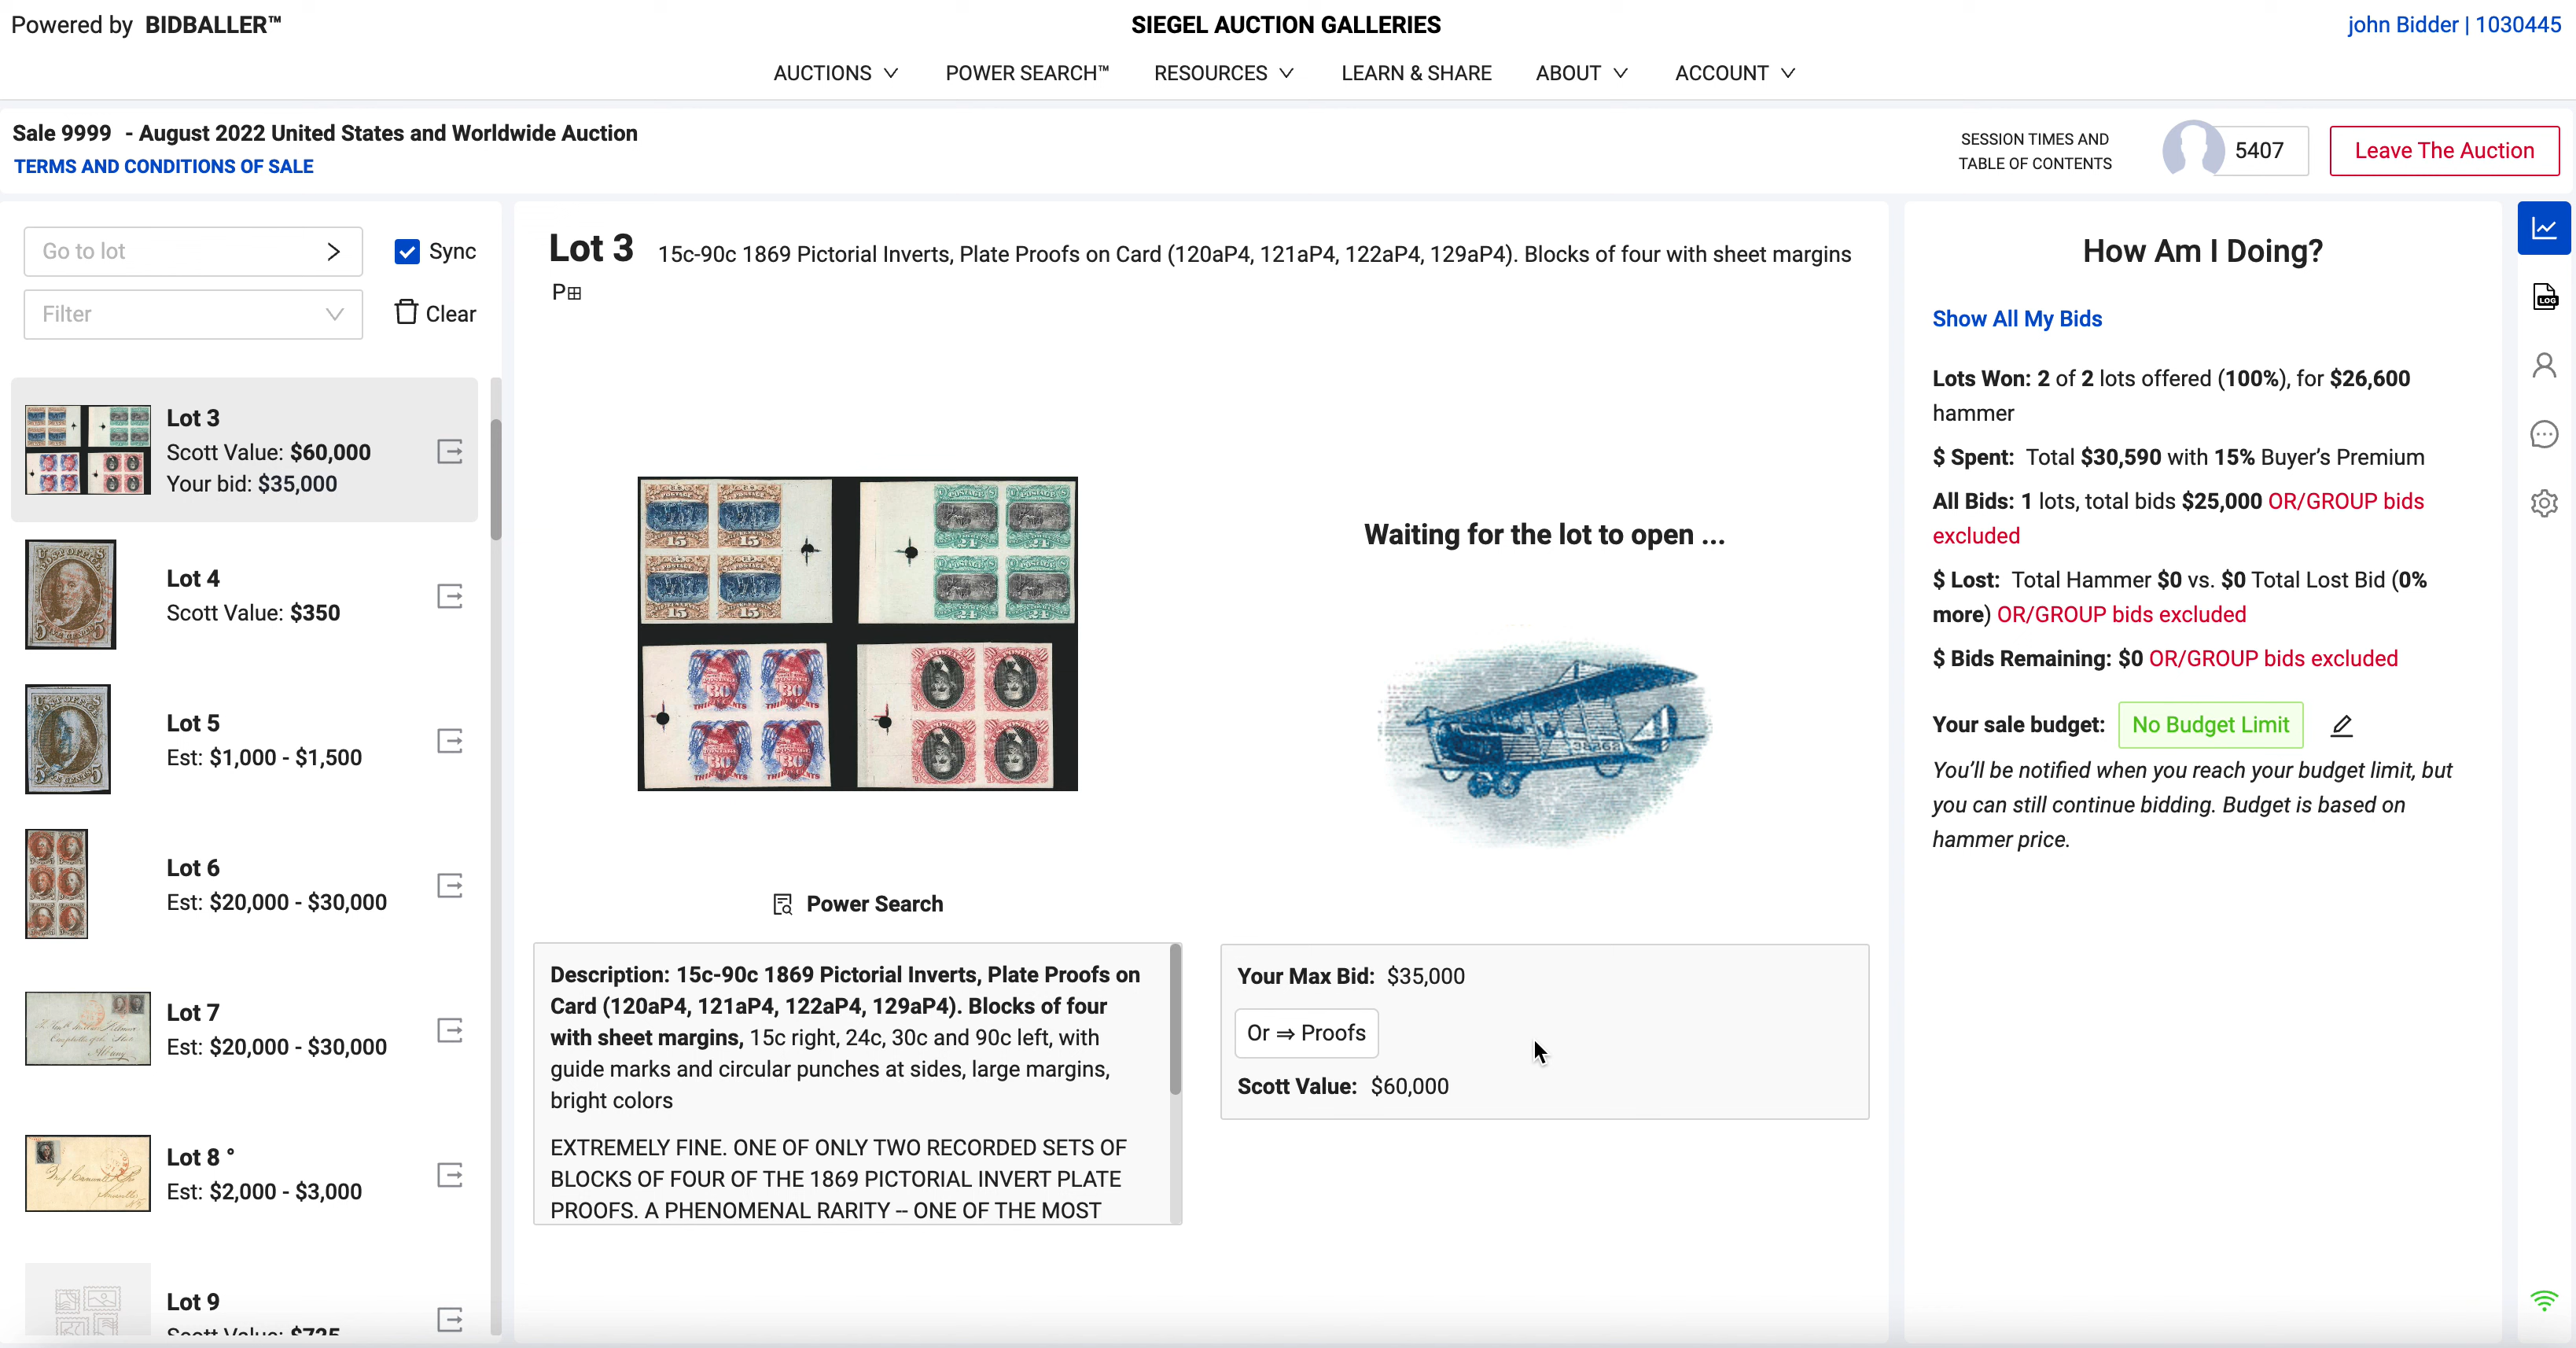 Powered by BIDBALLER™
SIEGEL AUCTION GALLERIES
john Bidder | 1030445
AUCTIONS
POWER SEARCH™
RESOURCES
LEARN & SHARE
ABOUT
ACCOUNT
Sale 9999 - August 2022 United States and Worldwide Auction
TERMS AND CONDITIONS OF SALE
SESSION TIMES AND
TABLE OF CONTENTS
5407
Leave The Auction
Go to lot
Sync
Filter
Clear
Lot 3
Scott Value: $60,000
Your bid: $35,000
Lot 4
Scott Value: $350
Lot 5
Est: $1,000 - $1,500
Lot 6
Est: $20,000 - $30,000
Lot 7
Est: $20,000 - $30,000
Lot 8 °
Est: $2,000 - $3,000
Lot 9
Scott Value: $725
Lot 3 15c-90c 1869 Pictorial Inverts, Plate Proofs on Card (120aP4, 121aP4, 122aP4, 129aP4). Blocks of four with sheet margins
P⊞
Waiting for the lot to open ...
38262
Power Search
Description: 15c-90c 1869 Pictorial Inverts, Plate Proofs on
Card (120aP4, 121aP4, 122aP4, 129aP4). Blocks of four
with sheet margins, 15c right, 24c, 30c and 90c left, with
guide marks and circular punches at sides, large margins,
bright colors
EXTREMELY FINE. ONE OF ONLY TWO RECORDED SETS OF
BLOCKS OF FOUR OF THE 1869 PICTORIAL INVERT PLATE
PROOFS. A PHENOMENAL RARITY -- ONE OF THE MOST
Your Max Bid: $35,000
Or ⇒ Proofs
Scott Value: $60,000
How Am I Doing?
Show All My Bids
Lots Won: 2 of 2 lots offered (100%), for $26,600
hammer
$ Spent: Total $30,590 with 15% Buyer's Premium
All Bids: 1 lots, total bids $25,000 OR/GROUP bids
excluded
$ Lost: Total Hammer $0 vs. $0 Total Lost Bid (0%
more) OR/GROUP bids excluded
$ Bids Remaining: $0 OR/GROUP bids excluded
Your sale budget: No Budget Limit
You'll be notified when you reach your budget limit, but
you can still continue bidding. Budget is based on
hammer price.
LOG